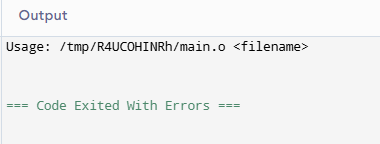 Output
Usage: /tmp/R4UCOHINRh/main.o <filename>
=== Code Exited With Errors ===